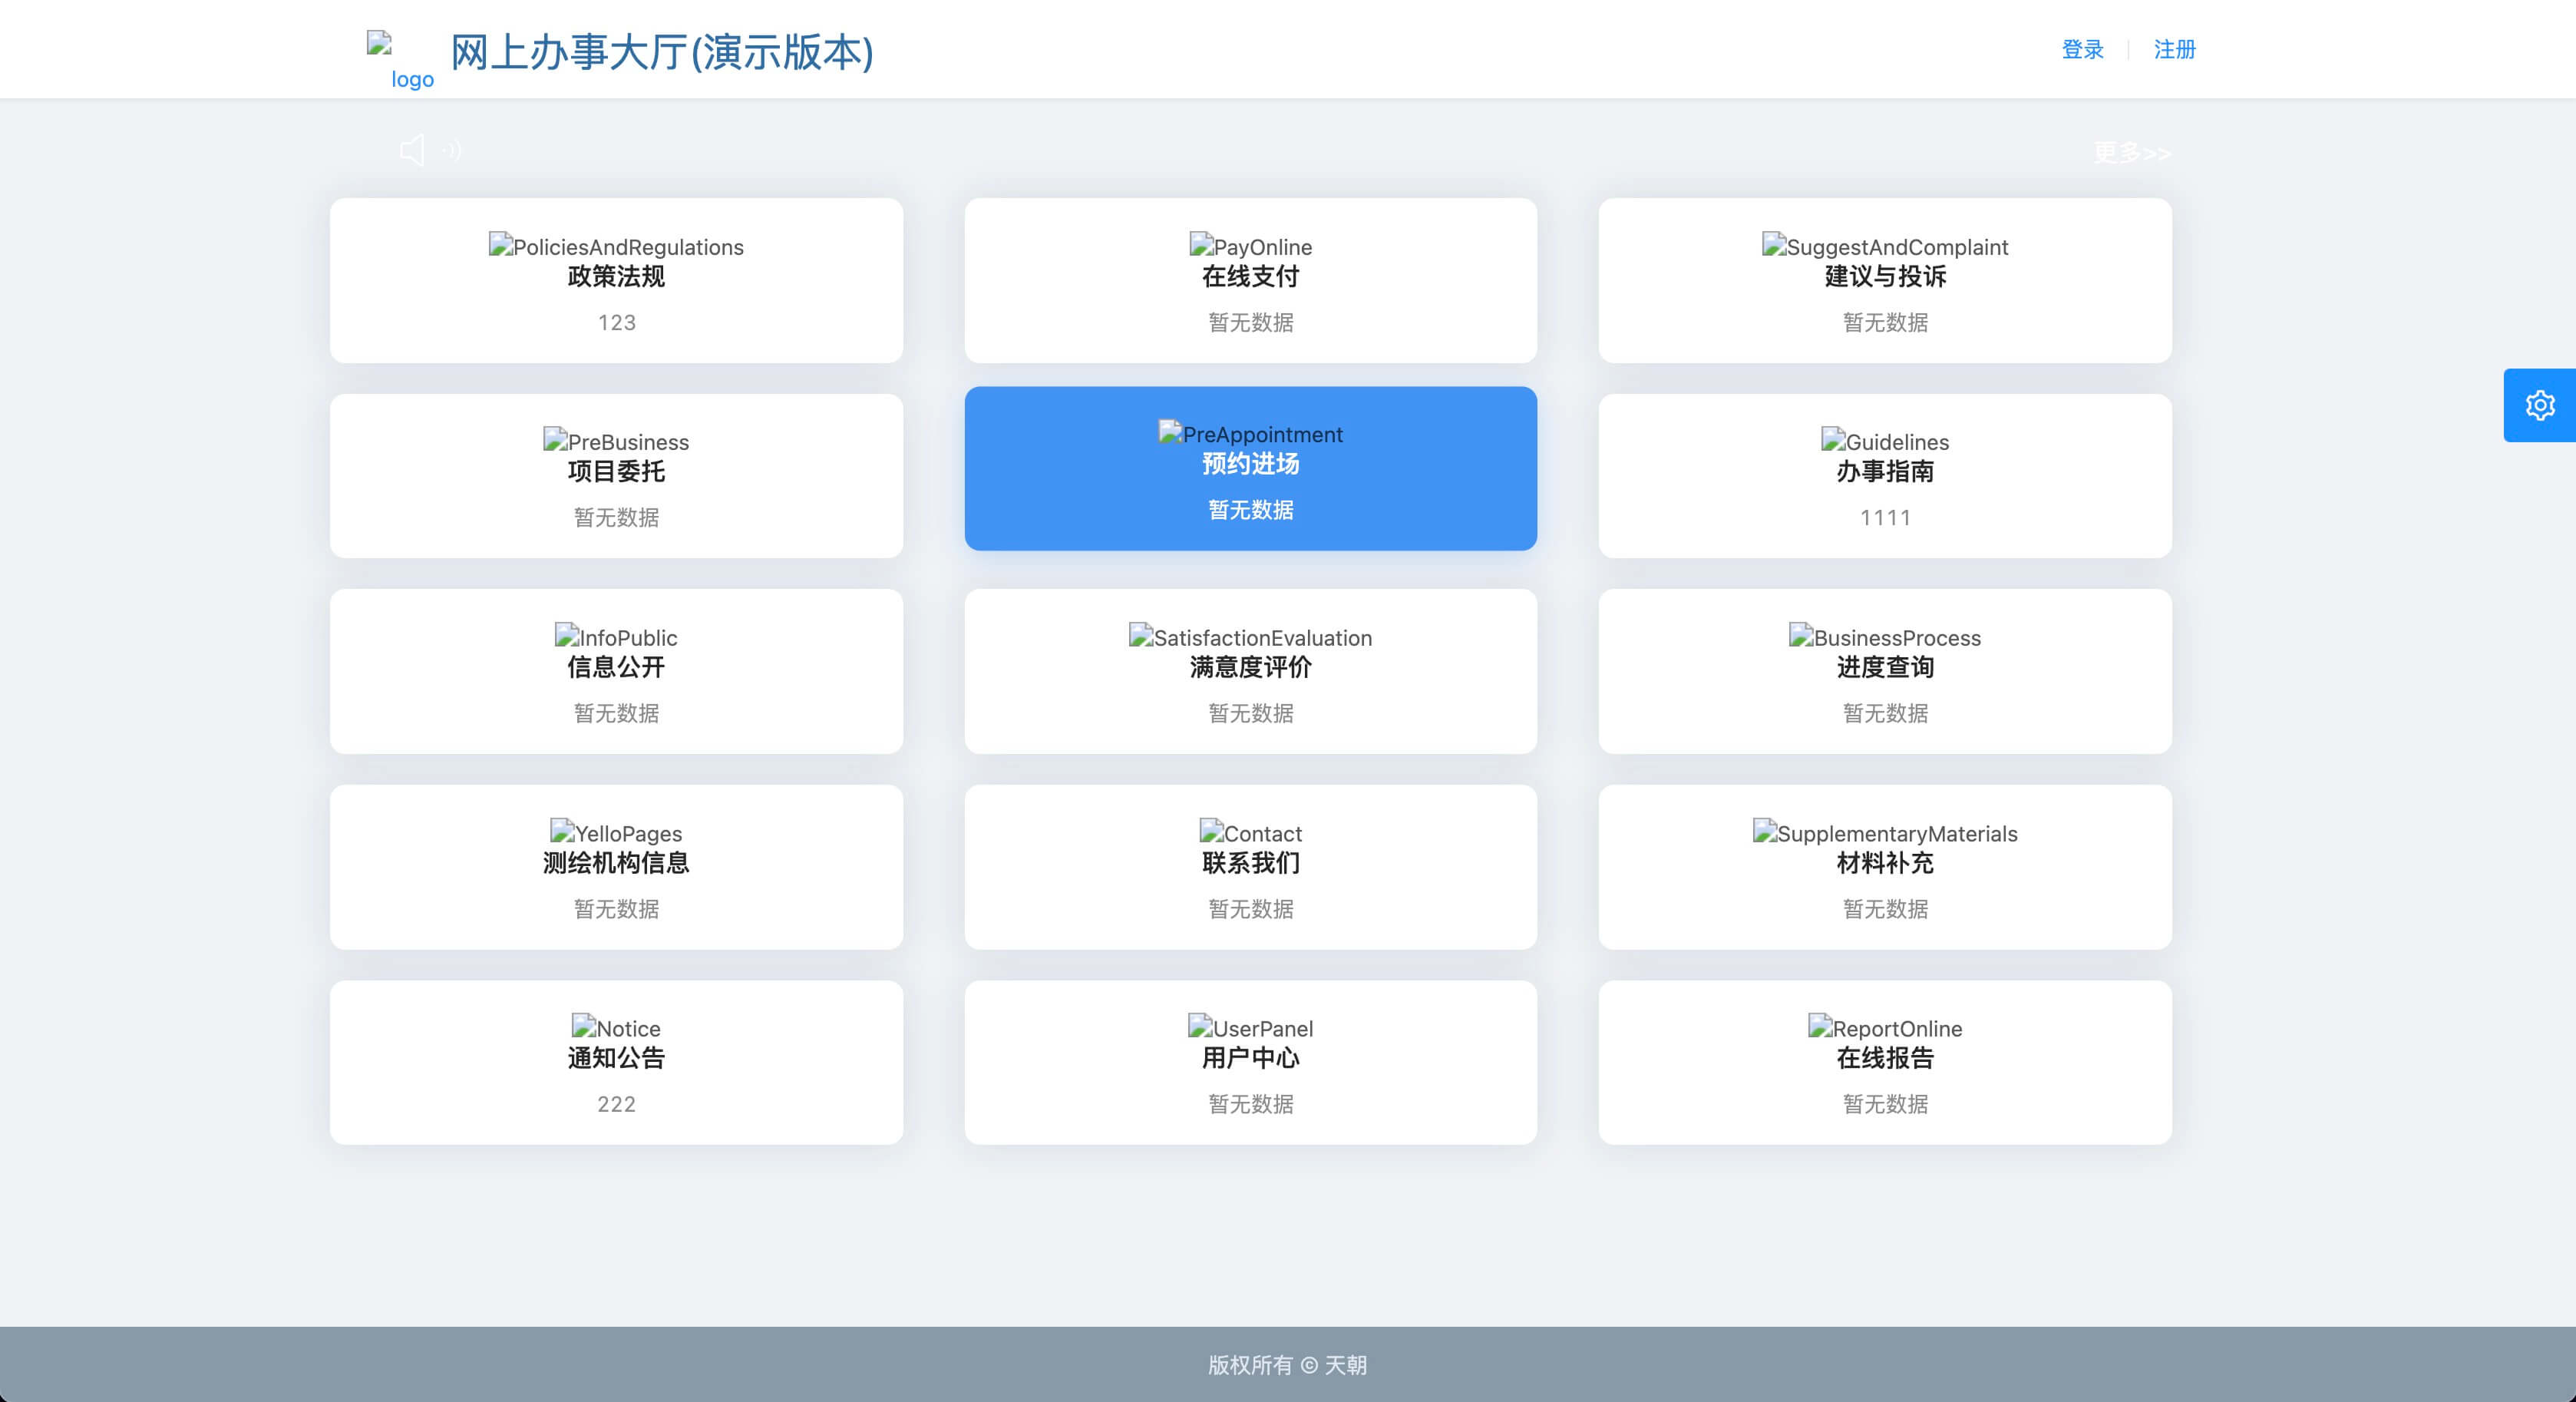 logo
网上办事大厅(演示版本)
登录
注册
更多>>
PoliciesAndRegulations
政策法规
123
PayOnline
在线支付
暂无数据
SuggestAndComplaint
建议与投诉
暂无数据
PreBusiness
项目委托
暂无数据
PreAppointment
预约进场
暂无数据
Guidelines
办事指南
1111
InfoPublic
信息公开
暂无数据
SatisfactionEvaluation
满意度评价
暂无数据
BusinessProcess
进度查询
暂无数据
YelloPages
测绘机构信息
暂无数据
Contact
联系我们
暂无数据
SupplementaryMaterials
材料补充
暂无数据
Notice
通知公告
222
UserPanel
用户中心
暂无数据
ReportOnline
在线报告
暂无数据
版权所有 © 天朝